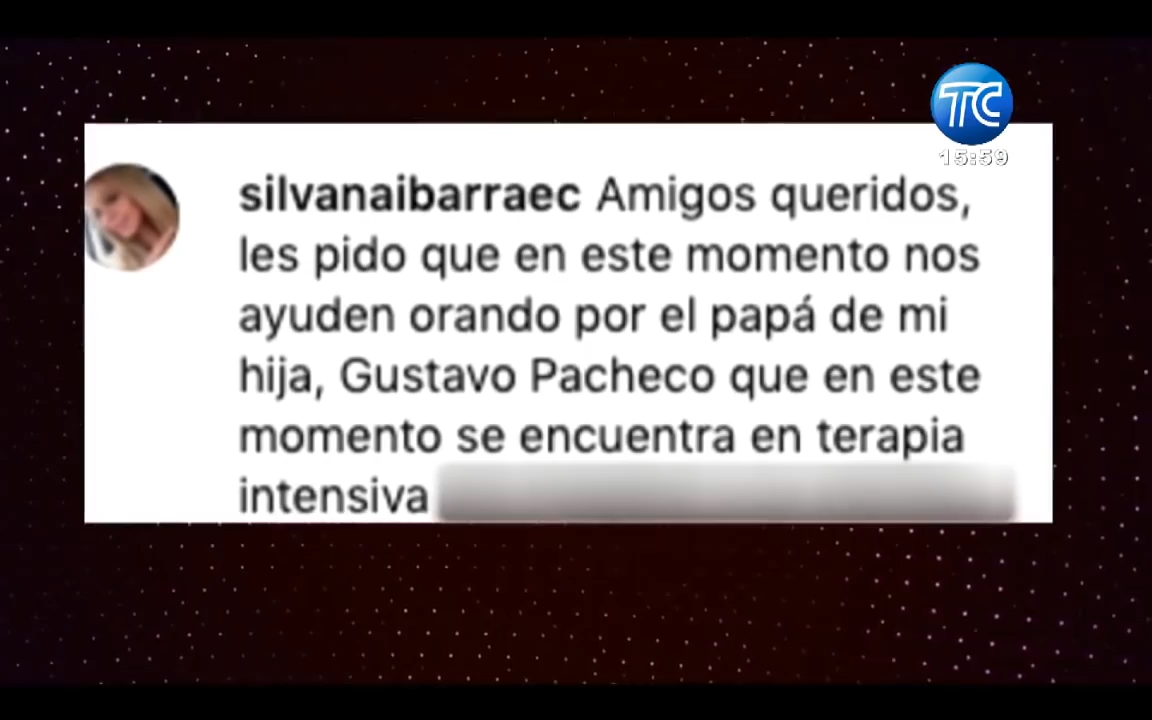 TC
15:59
silvanaibarraec Amigos queridos,
les pido que en este momento nos
ayuden orando por el papá de mi
hija, Gustavo Pacheco que en este
momento se encuentra en terapia
intensiva